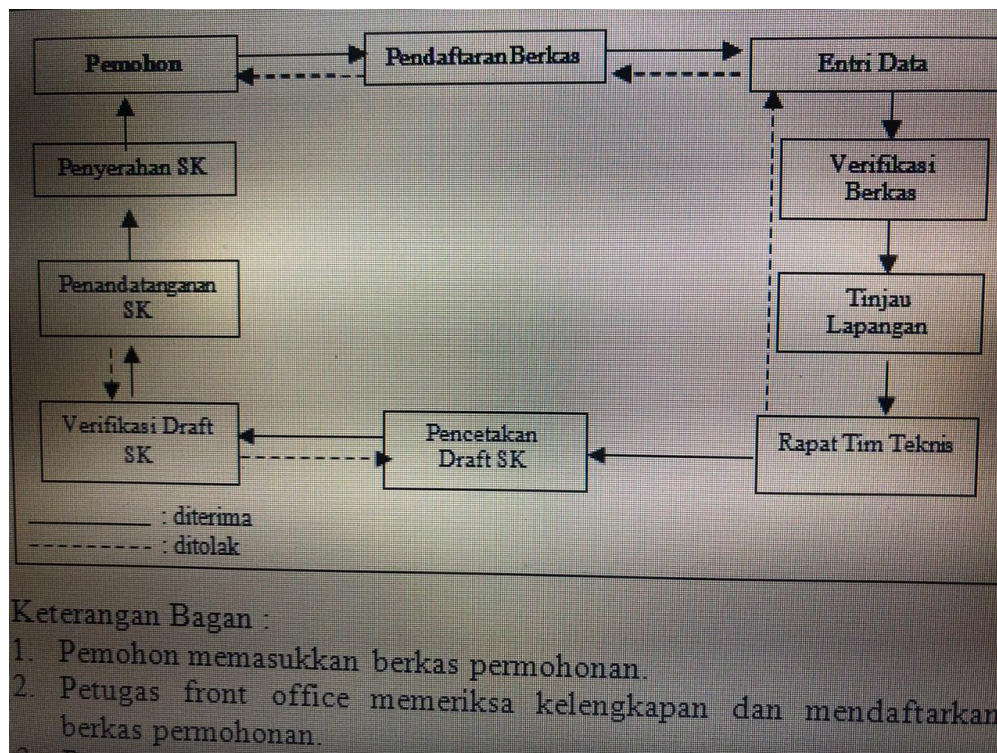 Pemohon
Pendaftaran Berkas
Entri Data
Penyerahan SK
Verifikasi
Berkas
Penandatanganan
SK
Tinjau
Lapangan
Verifikasi Draft
SK
Pencetakan
Draft SK
Rapat Tim Teknis
: diterima
: ditolak
Keterangan Bagan :
1. Pemohon memasukkan berkas permohonan.
2. Petugas front office memeriksa kelengkapan dan mendaftarkan
berkas permohonan.